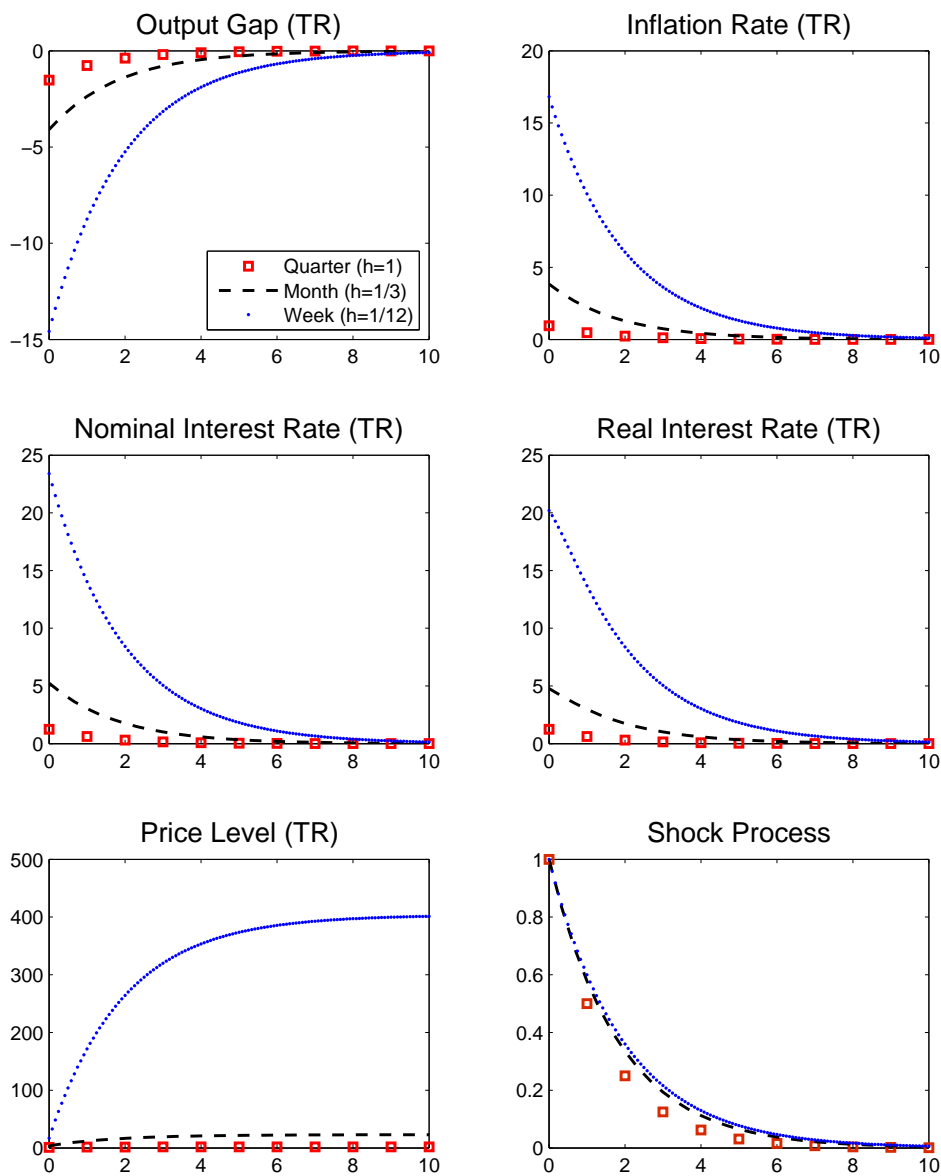 Output Gap (TR)
0
−5
−10
−15
0 2 4 6 8 10
Quarter (h=1)
Month (h=1/3)
Week (h=1/12)
Inflation Rate (TR)
20
15
10
5
0
0 2 4 6 8 10
Nominal Interest Rate (TR)
25
20
15
10
5
0
0 2 4 6 8 10
Real Interest Rate (TR)
25
20
15
10
5
0
0 2 4 6 8 10
Price Level (TR)
500
400
300
200
100
0
0 2 4 6 8 10
Shock Process
1
0.8
0.6
0.4
0.2
0
0 2 4 6 8 10